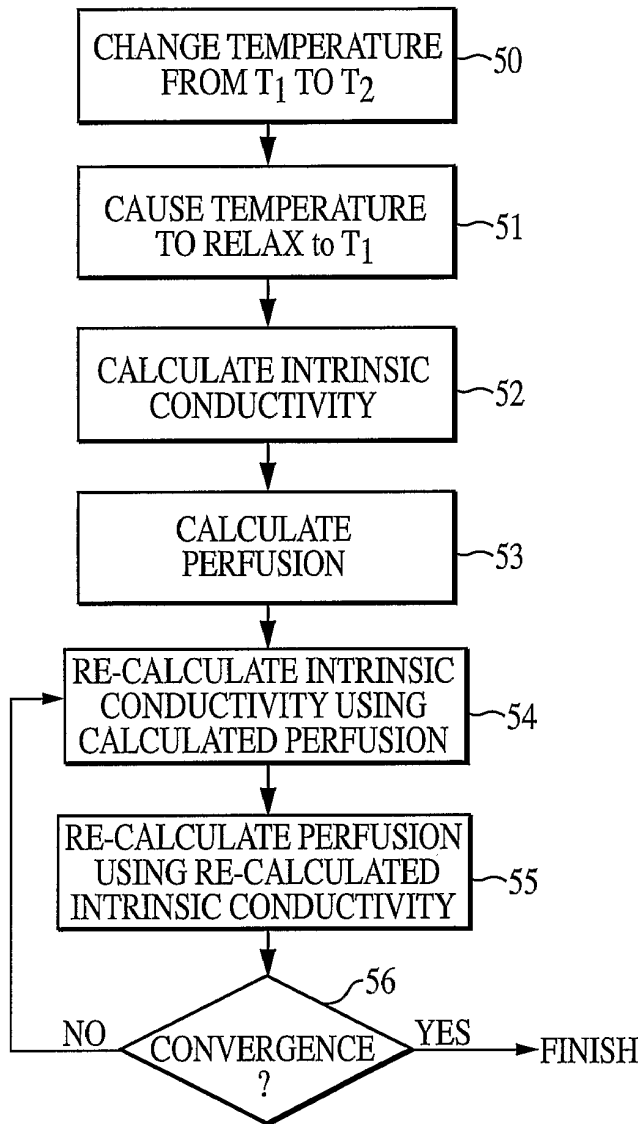 CHANGE TEMPERATURE
FROM T1 TO T2
50
CAUSE TEMPERATURE
TO RELAX to T1
51
CALCULATE INTRINSIC
CONDUCTIVITY
52
CALCULATE
PERFUSION
53
RE-CALCULATE INTRINSIC
CONDUCTIVITY USING
CALCULATED PERFUSION
54
RE-CALCULATE PERFUSION
USING RE-CALCULATED
INTRINSIC CONDUCTIVITY
55
56
NO
CONVERGENCE
?
YES
FINISH